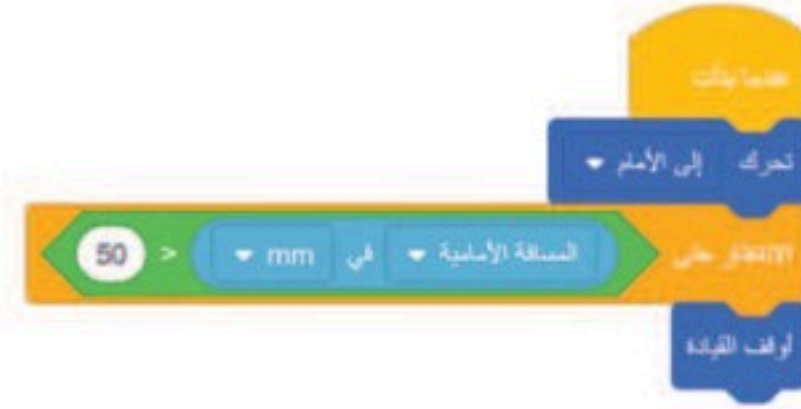 عندما بدأت
تحرك إلى الأمام
الانتظار حتى المسافة الأمامية في mm > 50
أوقف القيادة